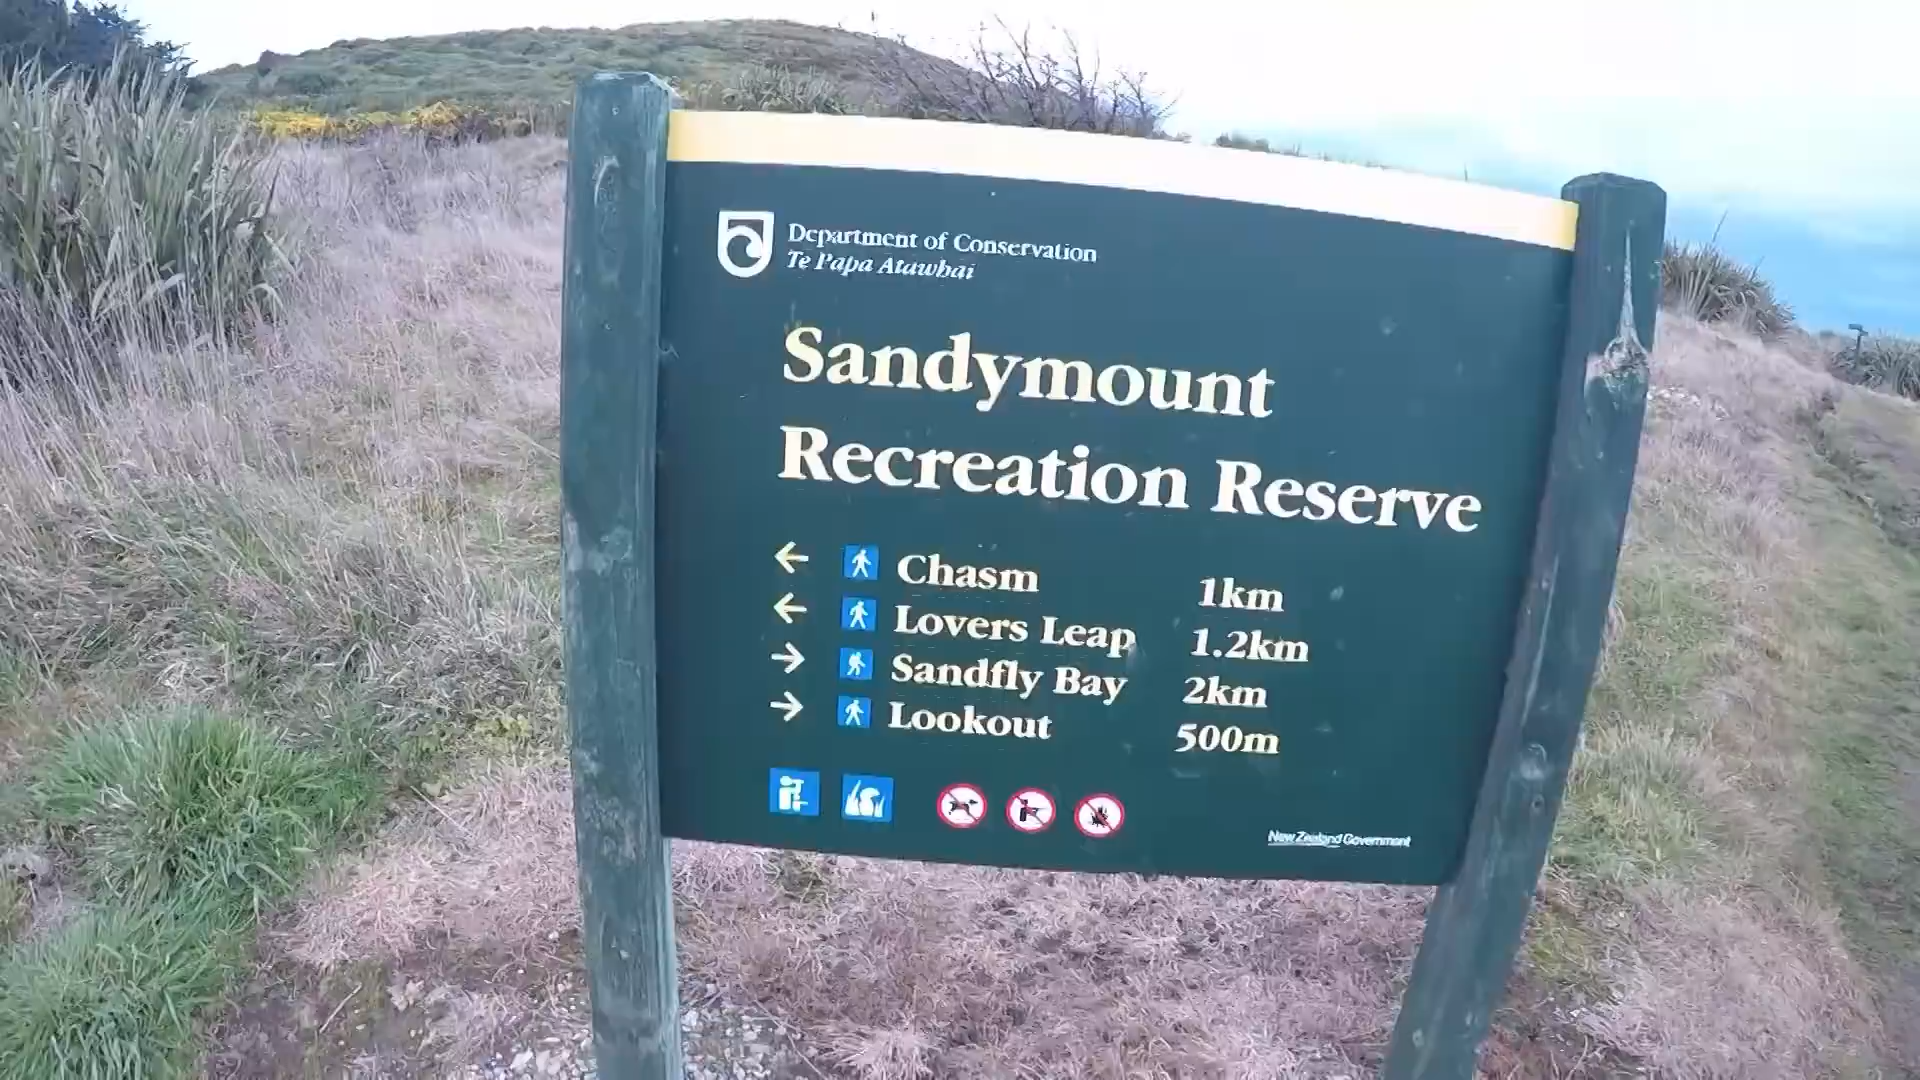 Department of Conservation
Te Papa Atawhai
Sandymount
Recreation Reserve
← Chasm 1km
← Lovers Leap 1.2km
→ Sandfly Bay 2km
→ Lookout 500m
New Zealand Government